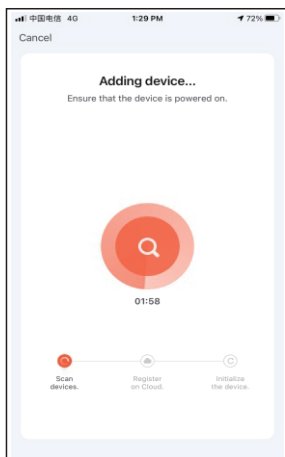 中国电信 4G 1:29 PM 72%
Cancel
Adding device...
Ensure that the device is powered on.
01:58
Scan devices.
Register on Cloud.
Initialize the device.